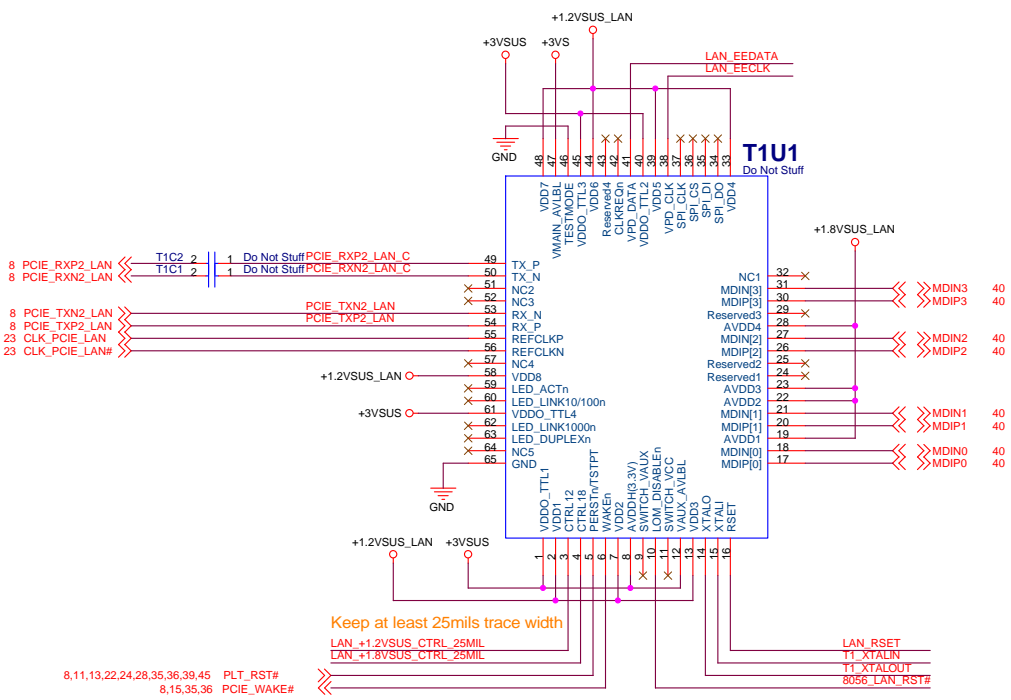 +1.2VSUS_LAN
+3VSUS
+3VS
LAN_EEDATA
LAN_EECLK
GND
48
47
46
45
44
43
42
41
40
39
38
37
36
35
34
33
T1U1
Do Not Stuff
VDD7
VMAIN_AVLBL
TESTMODE
VDDO_TTL3
VDD6
Reserved4
CLKREQn
VPD_DATA
VDDO_TTL2
VDD5
VPD_CLK
SPI_CLK
SPI_CS
SPI_DI
SPI_DO
VDD4
+1.8VSUS_LAN
8 PCIE_RXP2_LAN
T1C2 2 1 Do Not Stuff PCIE_RXP2_LAN_C
49 TX_P
8 PCIE_RXN2_LAN
T1C1 2 1 Do Not Stuff PCIE_RXN2_LAN_C
50 TX_N
51 NC2
52 NC3
8 PCIE_TXN2_LAN
PCIE_TXN2_LAN
53 RX_N
8 PCIE_TXP2_LAN
PCIE_TXP2_LAN
54 RX_P
23 CLK_PCIE_LAN
55 REFCLKP
23 CLK_PCIE_LAN#
56 REFCLKN
57 NC4
+1.2VSUS_LAN
58 VDD8
59 LED_ACTn
60 LED_LINK10/100n
+3VSUS
61 VDDO_TTL4
62 LED_LINK1000n
63 LED_DUPLEXn
64 NC5
65 GND
GND
NC1 32
MDIN[3] 31 MDIN3 40
MDIP[3] 30 MDIP3 40
Reserved3 29
AVDD4 28
MDIN[2] 27 MDIN2 40
MDIP[2] 26 MDIP2 40
Reserved2 25
Reserved1 24
AVDD3 23
AVDD2 22
MDIN[1] 21 MDIN1 40
MDIP[1] 20 MDIP1 40
AVDD1 19
MDIN[0] 18 MDIN0 40
MDIP[0] 17 MDIP0 40
VDDO_TTL1
VDD1
CTRL12
CTRL18
PERSTn/TSTPT
WAKEn
VDD2
AVDDH(3.3V)
SWITCH_VAUX
LOM_DISABLEn
SWITCH_VCC
VAUX_AVLBL
VDD3
XTALO
XTALI
RSET
1
2
3
4
5
6
7
8
9
10
11
12
13
14
15
16
+1.2VSUS_LAN
+3VSUS
Keep at least 25mils trace width
LAN_+1.2VSUS_CTRL_25MIL
LAN_+1.8VSUS_CTRL_25MIL
8,11,13,22,24,28,35,36,39,45 PLT_RST#
8,15,35,36 PCIE_WAKE#
LAN_RSET
T1_XTALIN
T1_XTALOUT
8056_LAN_RST#